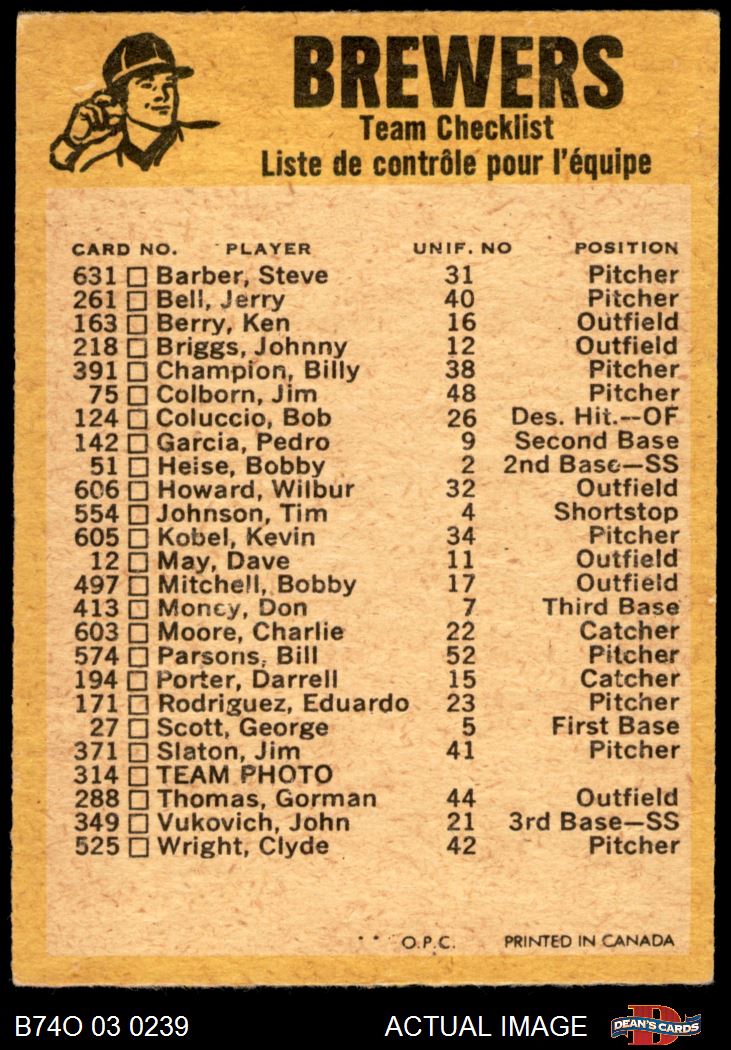 BREWERS
Team Checklist
Liste de contrôle pour l'équipe
CARD NO. PLAYER UNIF. NO POSITION
631 Barber, Steve 31 Pitcher
261 Bell, Jerry 40 Pitcher
163 Berry, Ken 16 Outfield
218 Briggs, Johnny 12 Outfield
391 Champion, Billy 38 Pitcher
75 Colborn, Jim 48 Pitcher
124 Coluccio, Bob 26 Des. Hit.--OF
142 Garcia, Pedro 9 Second Base
51 Heise, Bobby 2 2nd Base—SS
606 Howard, Wilbur 32 Outfield
554 Johnson, Tim 4 Shortstop
605 Kobel, Kevin 34 Pitcher
12 May, Dave 11 Outfield
497 Mitchell, Bobby 17 Outfield
413 Money, Don 7 Third Base
603 Moore, Charlie 22 Catcher
574 Parsons, Bill 52 Pitcher
194 Porter, Darrell 15 Catcher
171 Rodriguez, Eduardo 23 Pitcher
27 Scott, George 5 First Base
371 Slaton, Jim 41 Pitcher
314 TEAM PHOTO
288 Thomas, Gorman 44 Outfield
349 Vukovich, John 21 3rd Base—SS
525 Wright, Clyde 42 Pitcher
O.P.C. PRINTED IN CANADA
B74O 03 0239 ACTUAL IMAGE DEAN'S CARDS